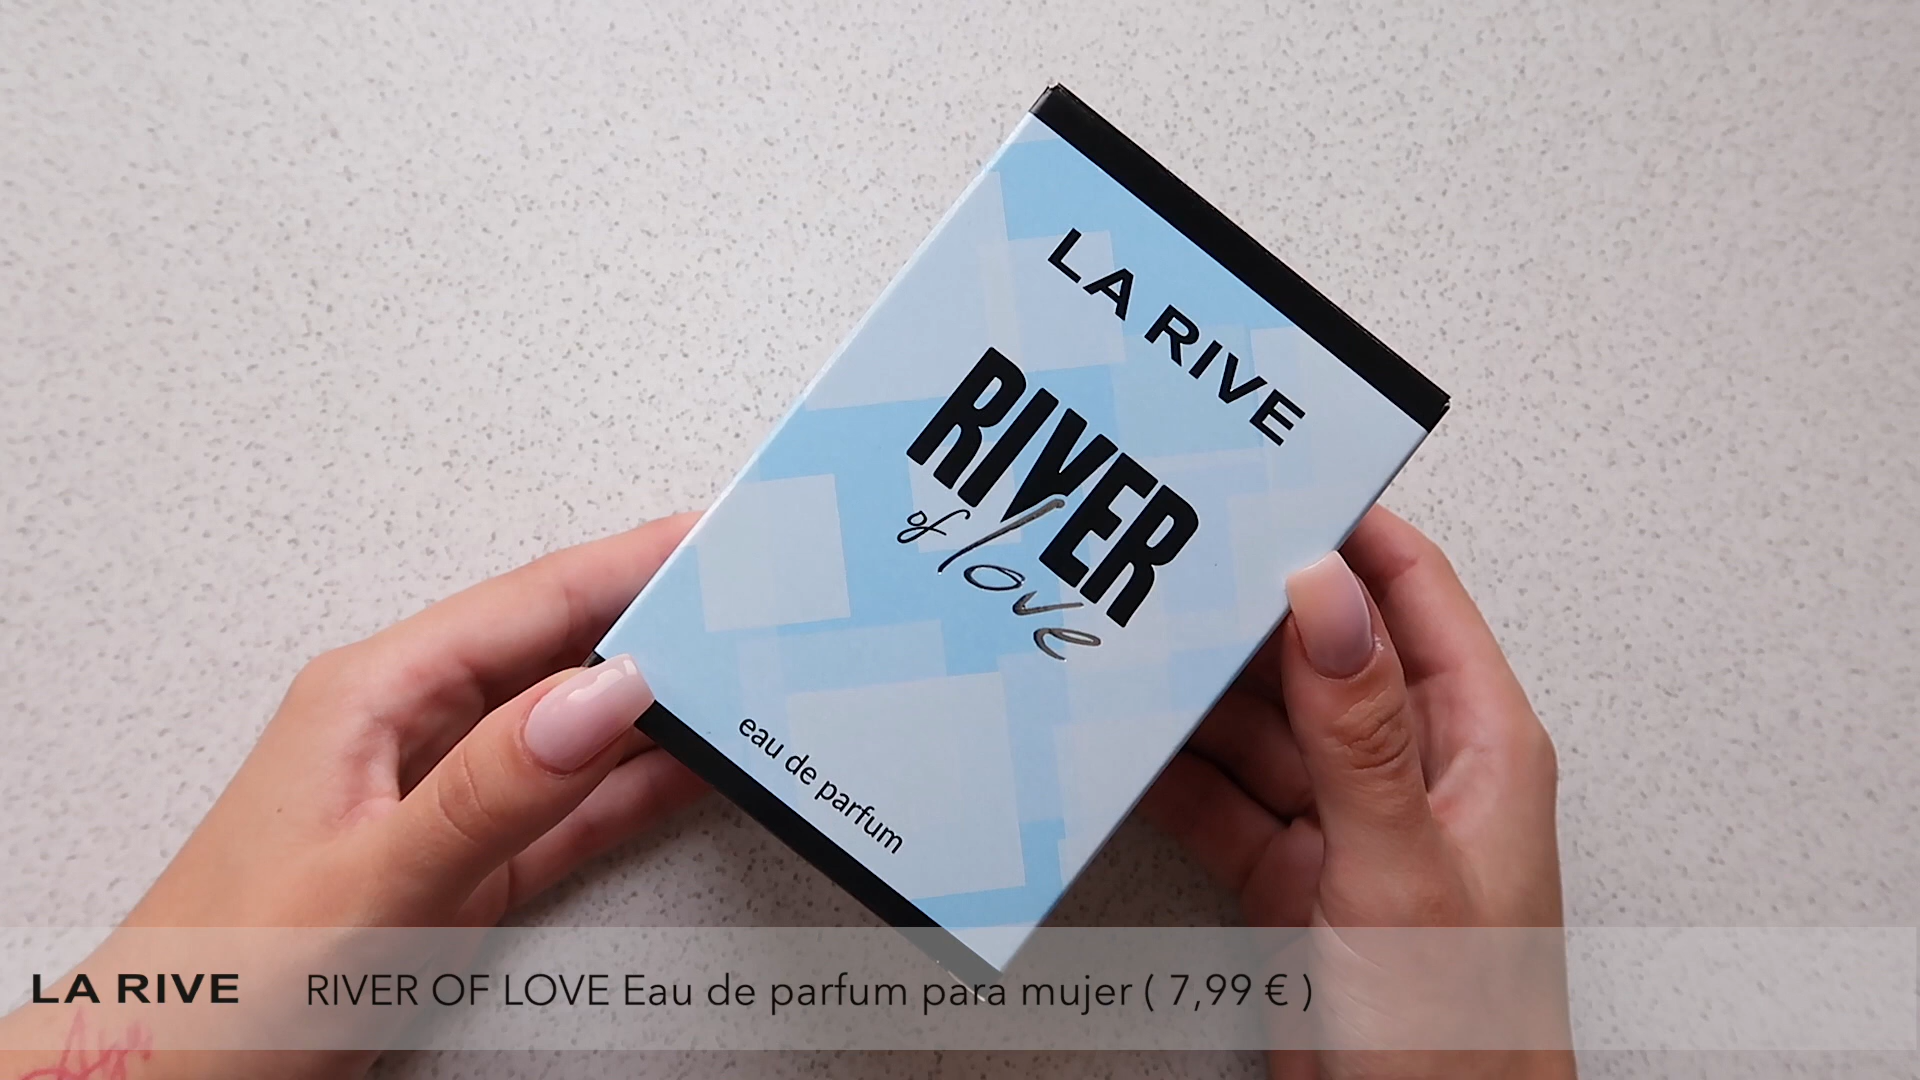 LA RIVE
RIVER
of love
eau de parfum
LA RIVE RIVER OF LOVE Eau de parfum para mujer ( 7,99 € )